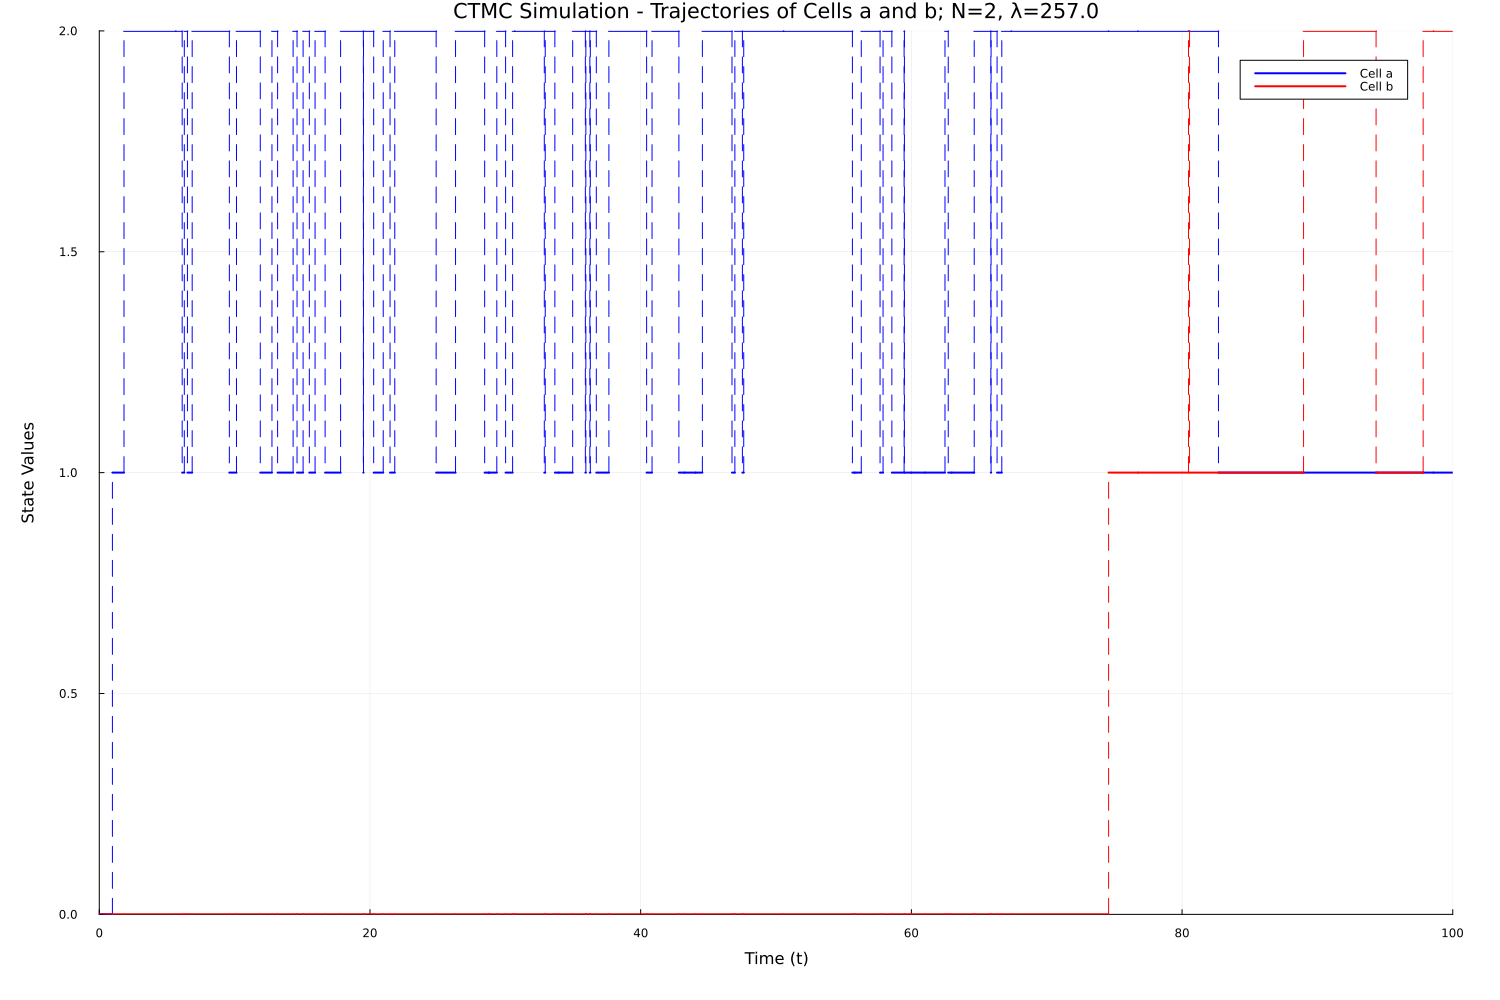 CTMC Simulation - Trajectories of Cells a and b; N=2, λ=257.0
2.0
Cell a
Cell b
1.5
1.0
State Values
0.5
0.0
0 20 40 60 80 100
Time (t)